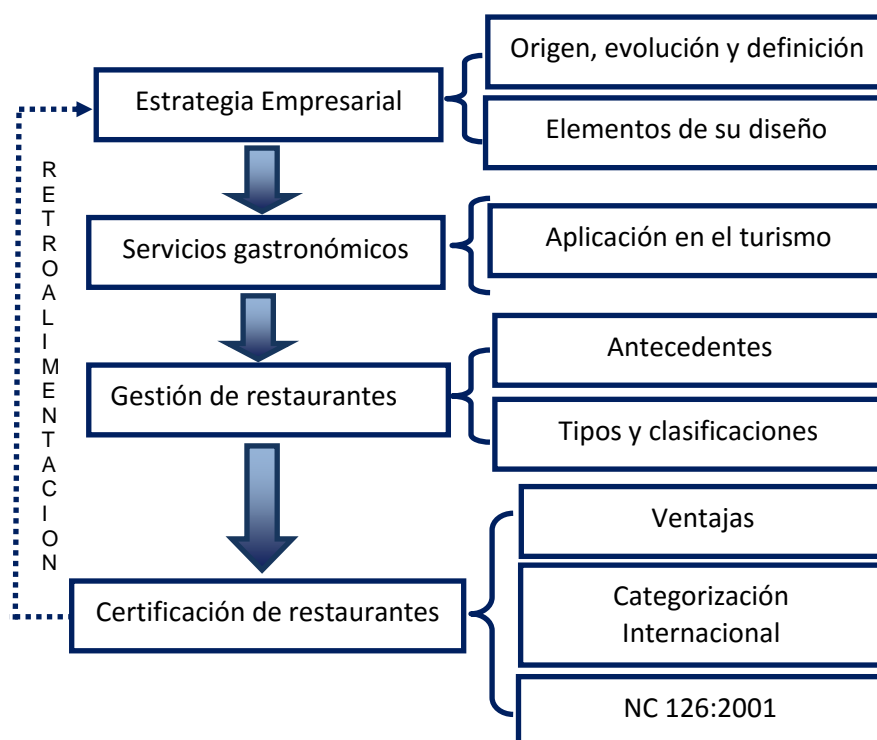 Origen, evolución y definición
Estrategia Empresarial
Elementos de su diseño
Servicios gastronómicos
Aplicación en el turismo
Antecedentes
Gestión de restaurantes
Tipos y clasificaciones
Ventajas
Certificación de restaurantes
Categorización
Internacional
NC 126:2001
RETROALIMENTACION